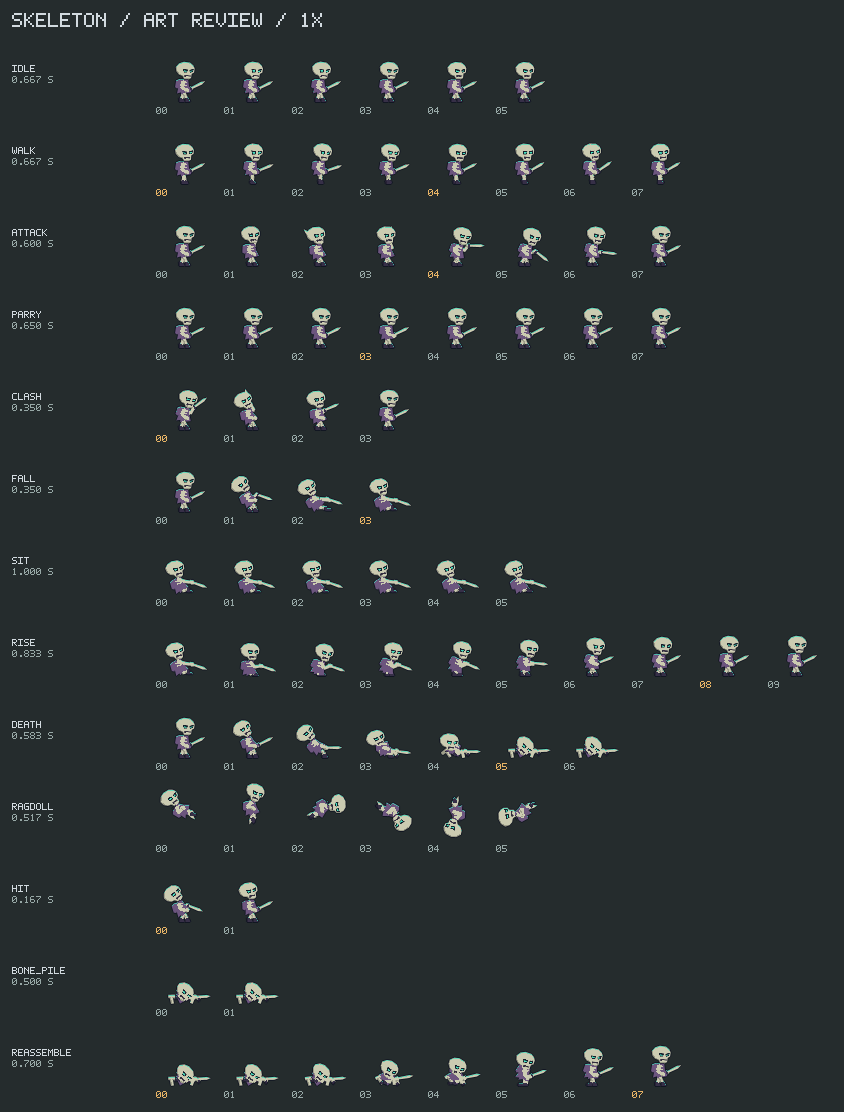 SKELETON / ART REVIEW / 1X
IDLE
0.667 S
00 01 02 03 04 05
WALK
0.667 S
00 01 02 03 04 05 06 07
ATTACK
0.600 S
00 01 02 03 04 05 06 07
PARRY
0.650 S
00 01 02 03 04 05 06 07
CLASH
0.350 S
00 01 02 03
FALL
0.350 S
00 01 02 03
SIT
1.000 S
00 01 02 03 04 05
RISE
0.833 S
00 01 02 03 04 05 06 07 08 09
DEATH
0.583 S
00 01 02 03 04 05 06
RAGDOLL
0.517 S
00 01 02 03 04 05
HIT
0.167 S
00 01
BONE_PILE
0.500 S
00 01
REASSEMBLE
0.700 S
00 01 02 03 04 05 06 07